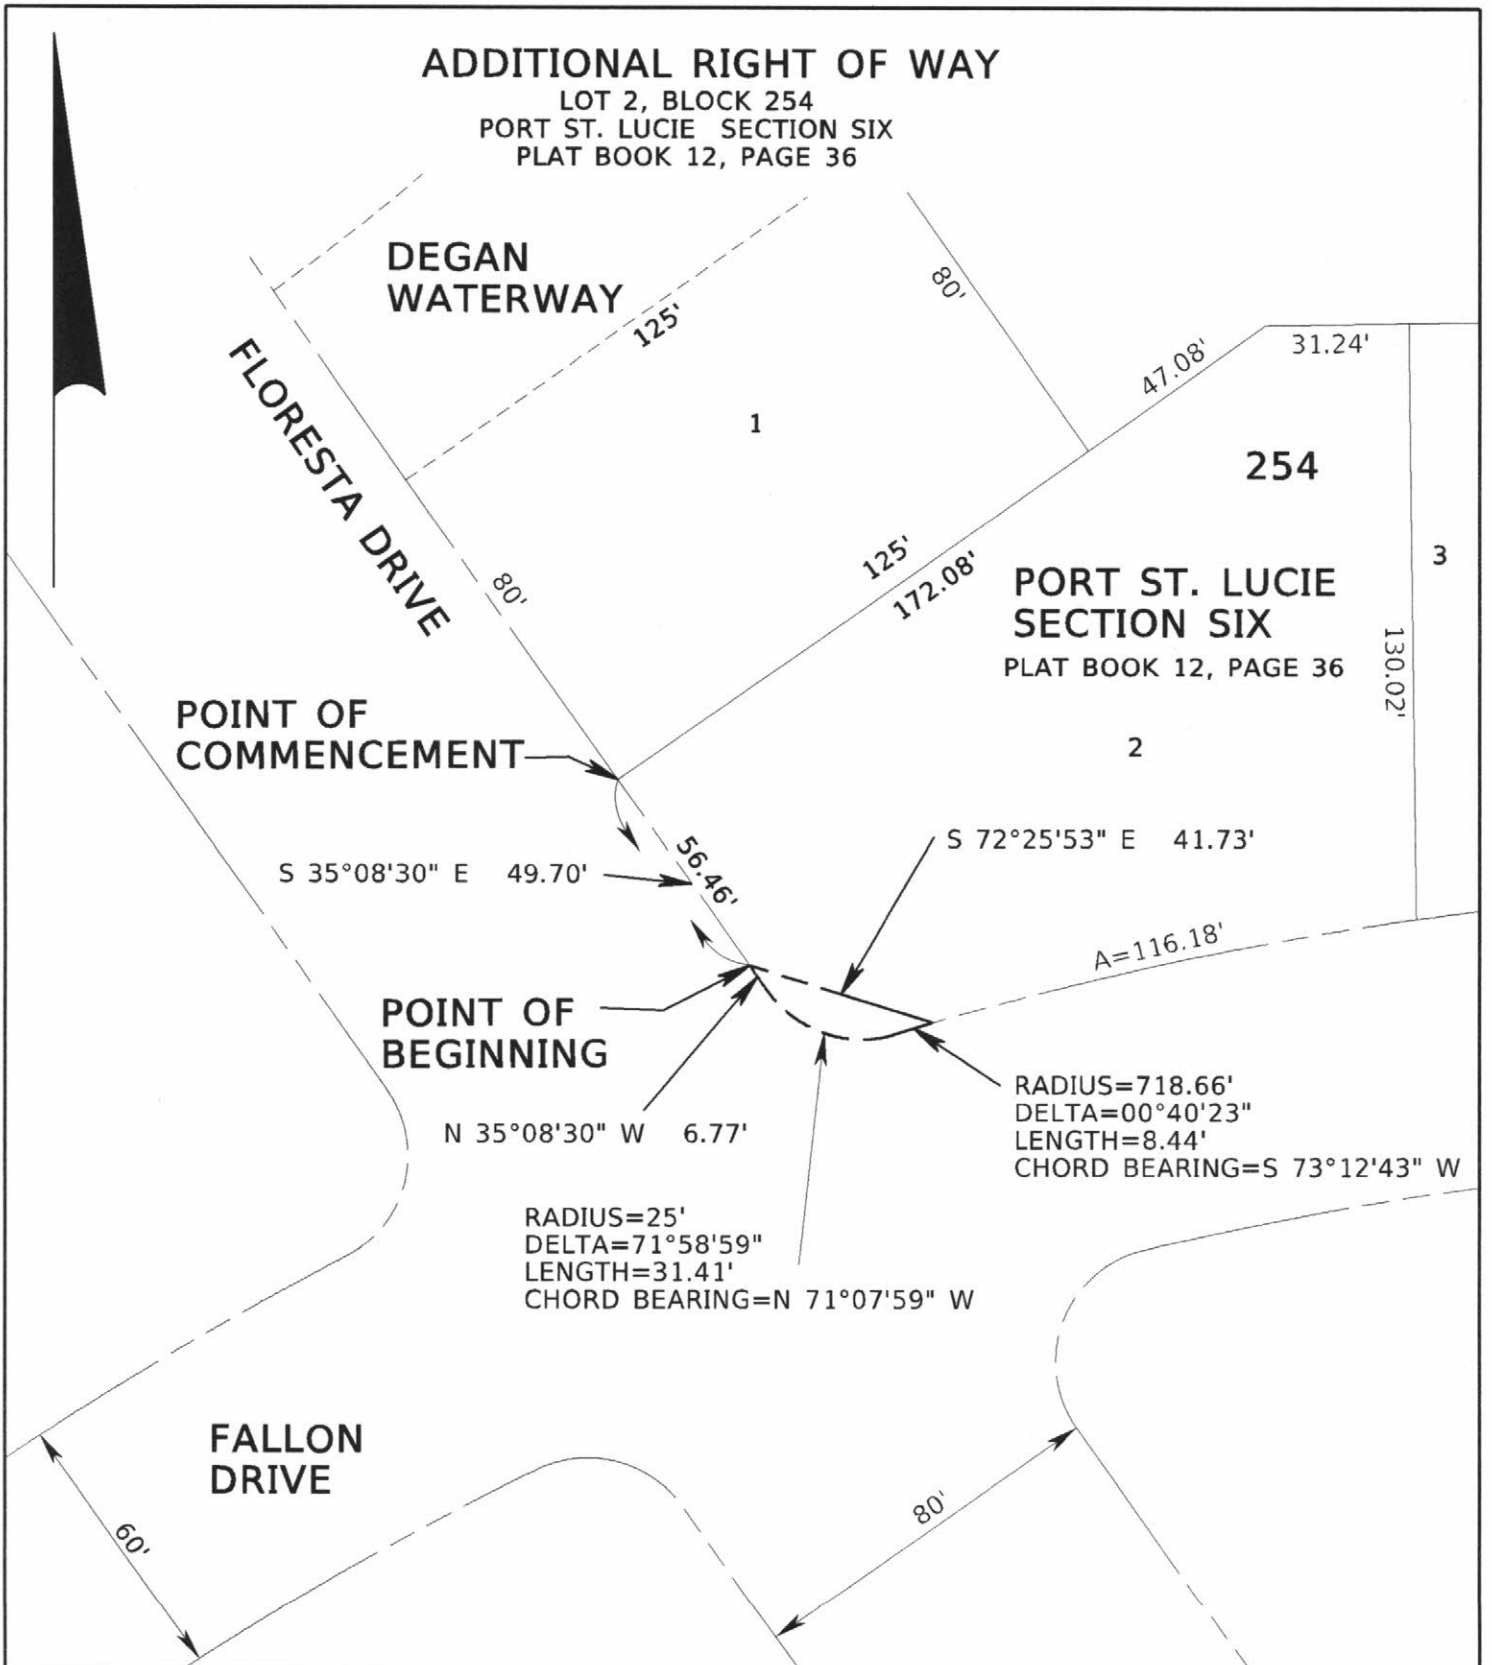 ADDITIONAL RIGHT OF WAY
LOT 2, BLOCK 254
PORT ST. LUCIE SECTION SIX
PLAT BOOK 12, PAGE 36
DEGAN
WATERWAY
125'
80'
47.08'
31.24'
FLORESTA DRIVE
1
254
80'
125'
172.08'
3
PORT ST. LUCIE
SECTION SIX
PLAT BOOK 12, PAGE 36
130.02'
POINT OF
COMMENCEMENT
2
S 72°25'53" E 41.73'
56.46'
S 35°08'30" E 49.70'
A=116.18'
POINT OF
BEGINNING
N 35°08'30" W 6.77'
RADIUS=718.66'
DELTA=00°40'23"
LENGTH=8.44'
CHORD BEARING=S 73°12'43" W
RADIUS=25'
DELTA=71°58'59"
LENGTH=31.41'
CHORD BEARING=N 71°07'59" W
FALLON
DRIVE
60'
80'